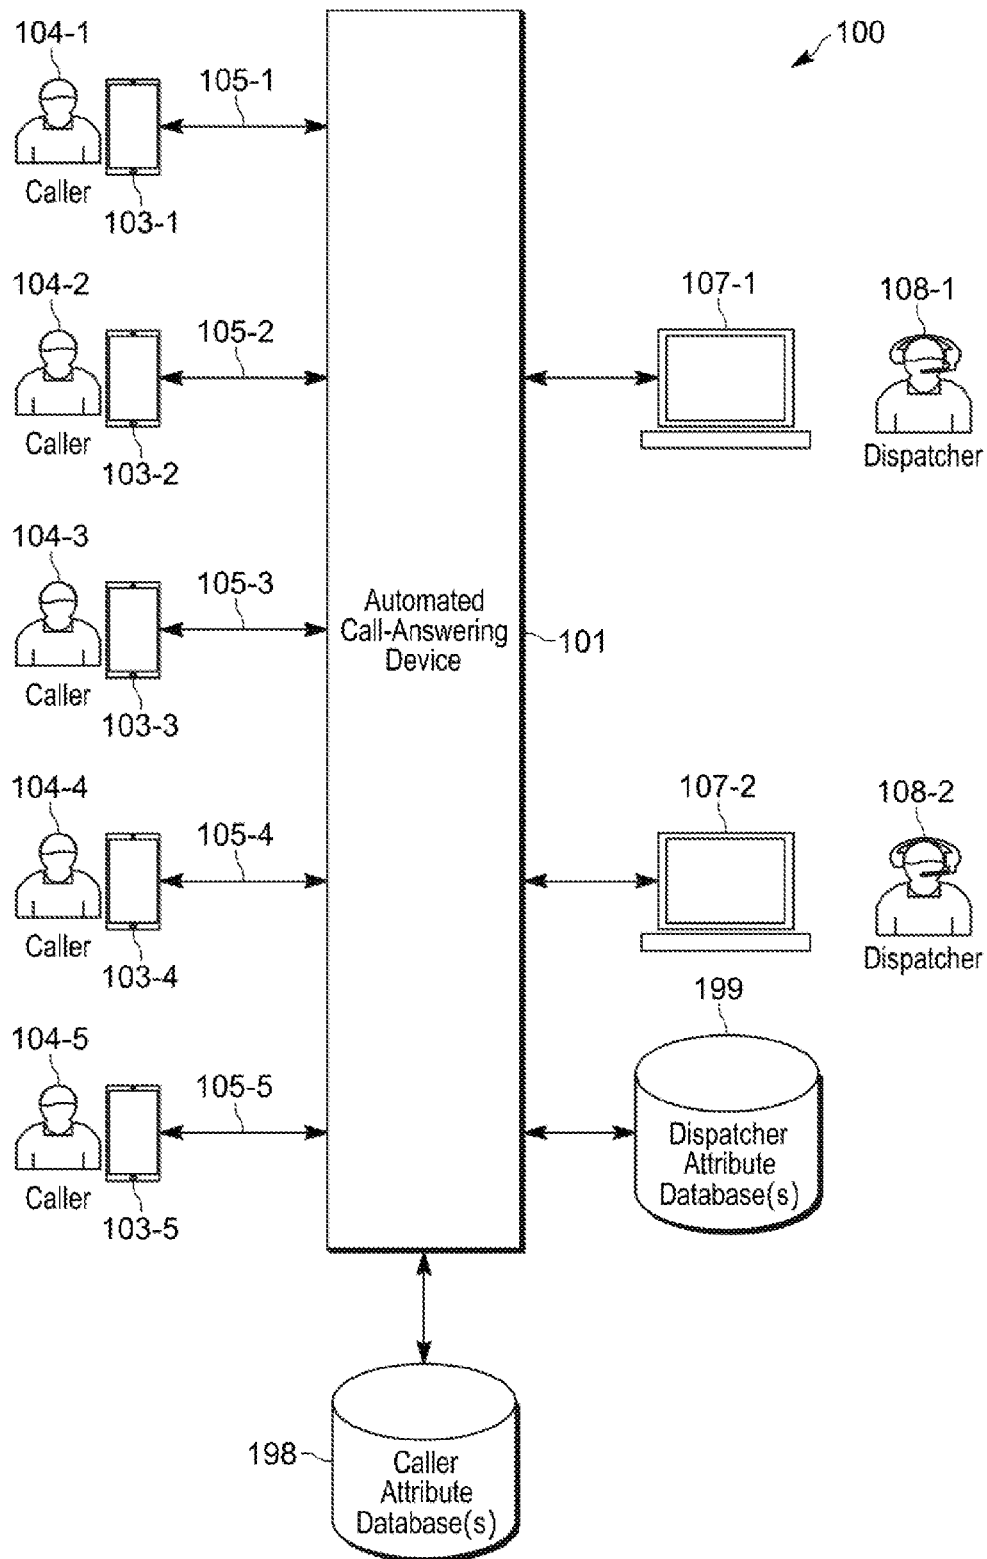 104-1
100
105-1
Caller
103-1
104-2
107-1
108-1
105-2
Caller
103-2
Dispatcher
104-3
105-3
Automated
Call-Answering
Device
101
Caller
103-3
104-4
107-2
108-2
105-4
Caller
103-4
Dispatcher
199
104-5
105-5
Dispatcher
Attribute
Database(s)
Caller
103-5
198
Caller
Attribute
Database(s)